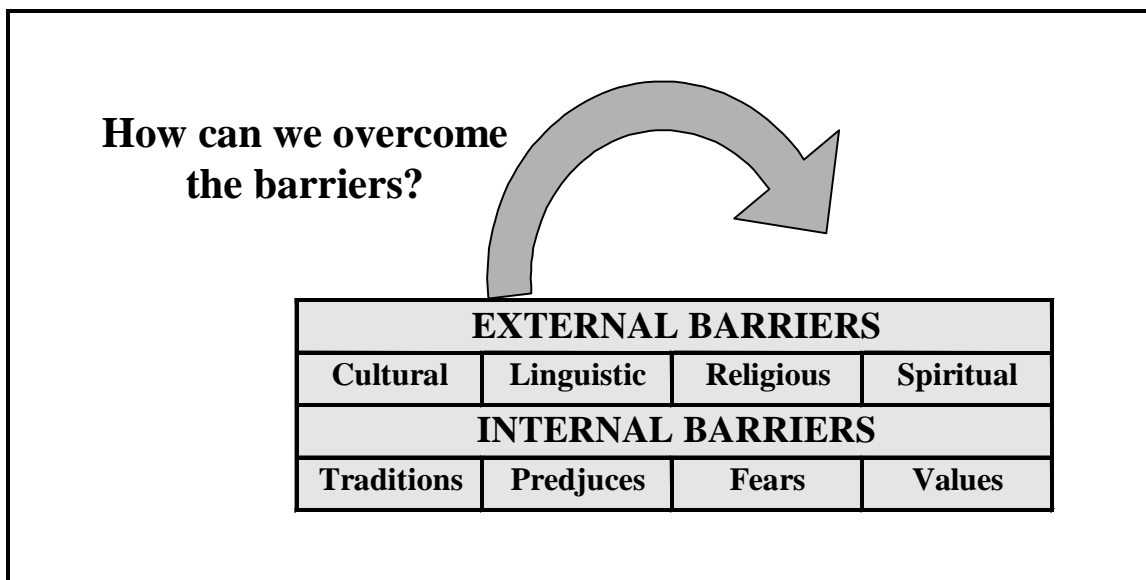 How can we overcome
the barriers?
EXTERNAL BARRIERS
Cultural Linguistic Religious Spiritual
INTERNAL BARRIERS
Traditions Predjuces Fears Values